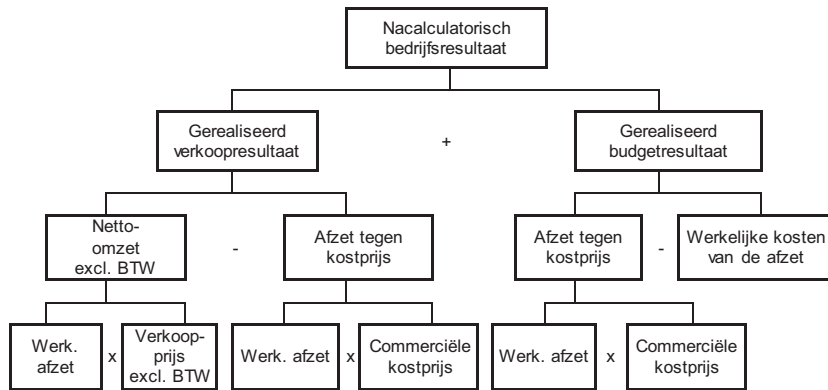 Nacalculatorisch
bedrijfsresultaat
Gerealiseerd
verkoopresultaat
+
Gerealiseerd
budgetresultaat
Netto-
omzet
excl. BTW
-
Afzet tegen
kostprijs
Afzet tegen
kostprijs
-
Werkelijke kosten
van de afzet
Werk.
afzet
x
Verkoop-
prijs
excl. BTW
Werk. afzet
x
Commerciële
kostprijs
Werk. afzet
x
Commerciële
kostprijs